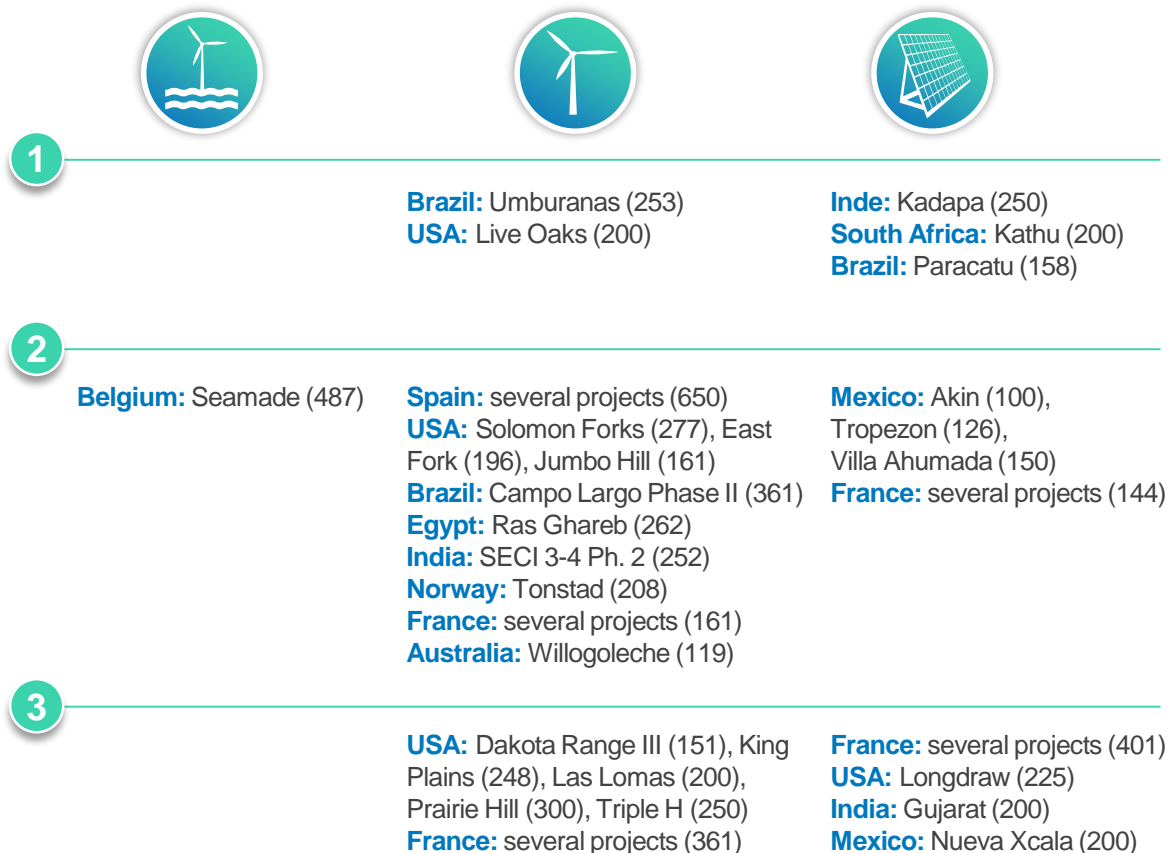 1
Brazil: Umburanas (253)
USA: Live Oaks (200)
Inde: Kadapa (250)
South Africa: Kathu (200)
Brazil: Paracatu (158)
2
Belgium: Seamade (487)
Spain: several projects (650)
USA: Solomon Forks (277), East
Fork (196), Jumbo Hill (161)
Brazil: Campo Largo Phase II (361)
Egypt: Ras Ghareb (262)
India: SECI 3-4 Ph. 2 (252)
Norway: Tonstad (208)
France: several projects (161)
Australia: Willogoleche (119)
Mexico: Akin (100),
Tropezon (126),
Villa Ahumada (150)
France: several projects (144)
3
USA: Dakota Range III (151), King
Plains (248), Las Lomas (200),
Prairie Hill (300), Triple H (250)
France: several projects (361)
France: several projects (401)
USA: Longdraw (225)
India: Gujarat (200)
Mexico: Nueva Xcala (200)